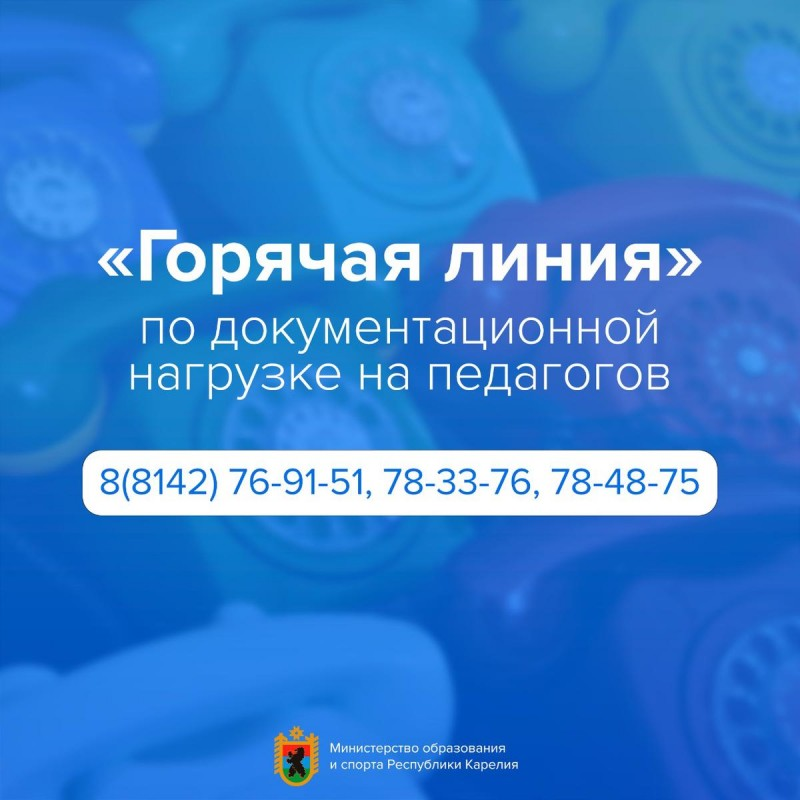 «Горячая линия»
по документационной
нагрузке на педагогов
8(8142) 76-91-51, 78-33-76, 78-48-75
Министерство образования
и спорта Республики Карелия